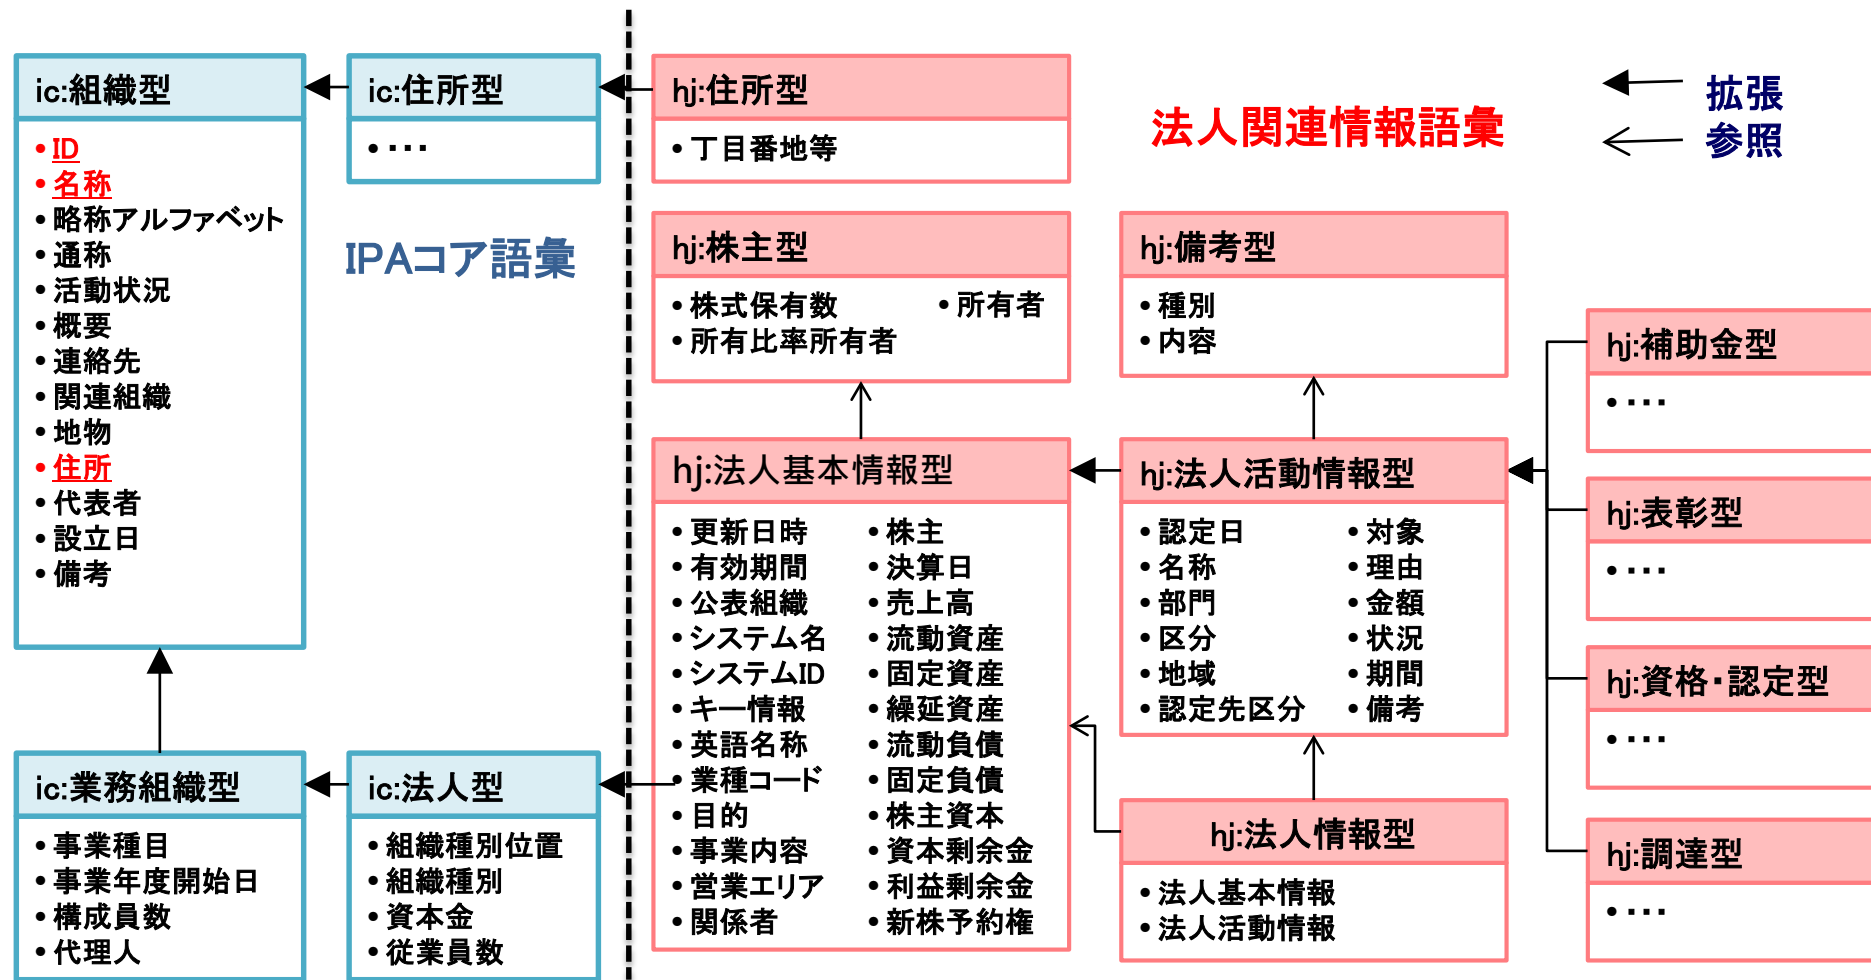 ic:組織型
• ID
• 名称
• 略称アルファベット
• 通称
• 活動状況
• 概要
• 連絡先
• 関連組織
• 地物
• 住所
• 代表者
• 設立日
• 備考
ic:住所型
• ・・・
IPAコア語彙
ic:業務組織型
• 事業種目
• 事業年度開始日
• 構成員数
• 代理人
ic:法人型
• 組織種別位置
• 組織種別
• 資本金
• 従業員数
hj:住所型
• 丁目番地等
法人関連情報語彙
拡張
参照
hj:株主型
• 株式保有数
• 所有比率所有者
• 所有者
hj:備考型
• 種別
• 内容
hj:法人基本情報型
• 更新日時
• 有効期間
• 公表組織
• システム名
• システムID
• キー情報
• 英語名称
• 業種コード
• 目的
• 事業内容
• 営業エリア
• 関係者
• 株主
• 決算日
• 売上高
• 流動資産
• 固定資産
• 繰延資産
• 流動負債
• 固定負債
• 株主資本
• 資本剰余金
• 利益剰余金
• 新株予約権
hj:法人活動情報型
• 認定日
• 名称
• 部門
• 区分
• 地域
• 認定先区分
• 対象
• 理由
• 金額
• 状況
• 期間
• 備考
hj:法人情報型
• 法人基本情報
• 法人活動情報
hj:補助金型
• ・・・
hj:表彰型
• ・・・
hj:資格・認定型
• ・・・
hj:調達型
• ・・・